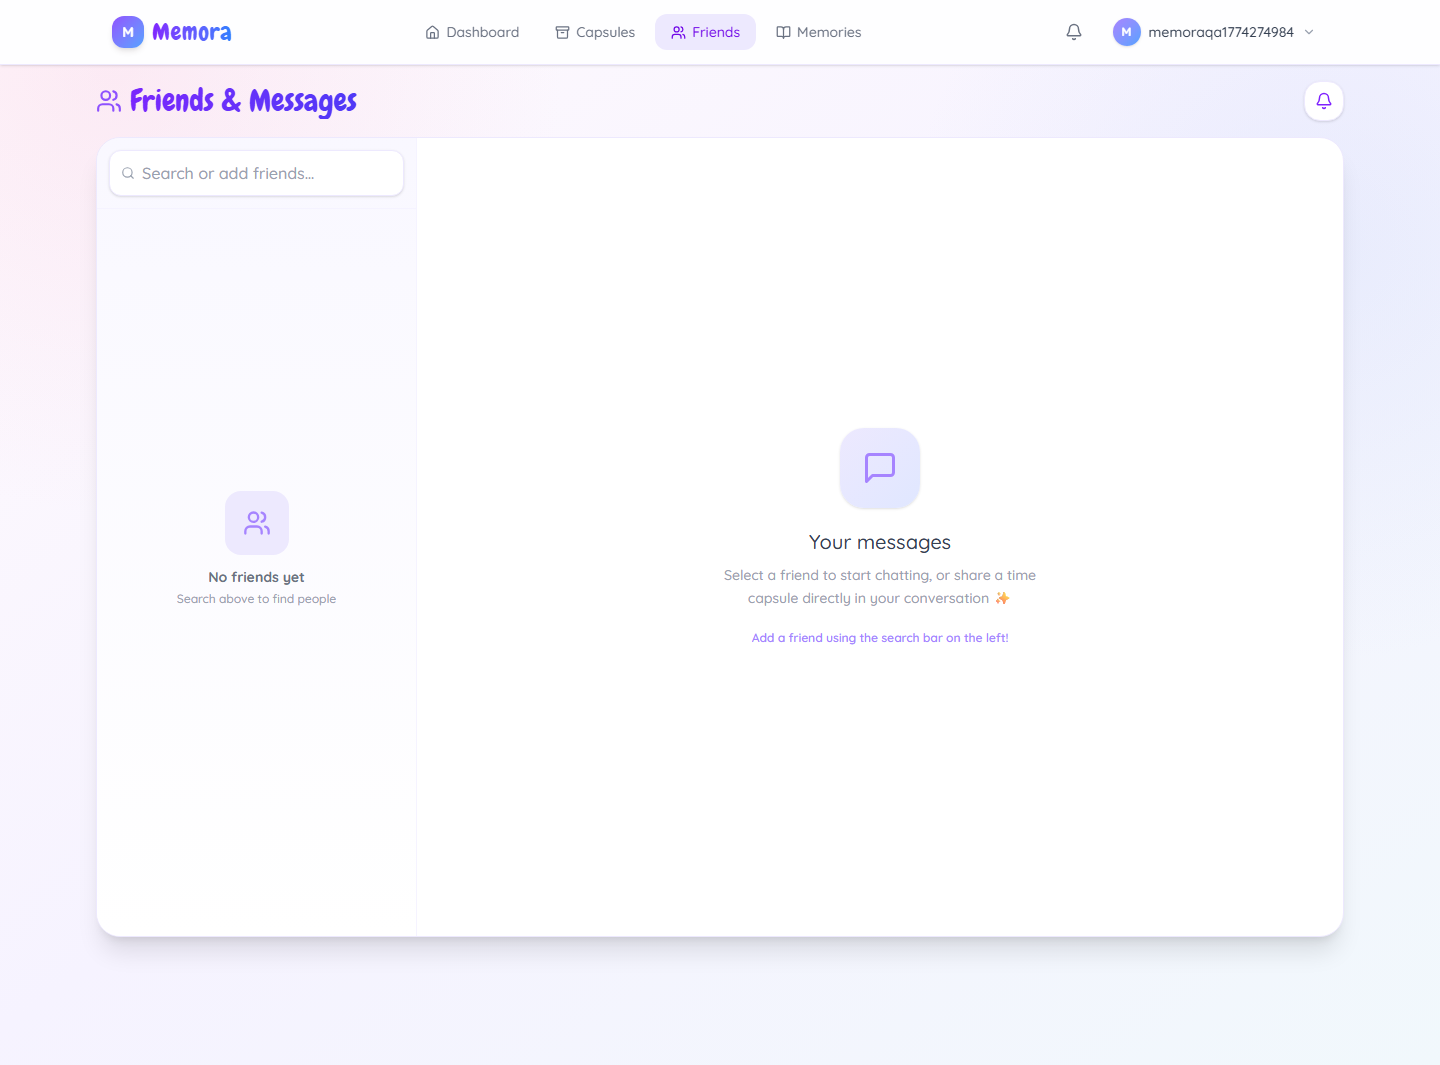 M Memora
Dashboard
Capsules
Friends
Memories
M memoraqa1774274984
Friends & Messages
Search or add friends...
No friends yet
Search above to find people
Your messages
Select a friend to start chatting, or share a time
capsule directly in your conversation ✨
Add a friend using the search bar on the left!